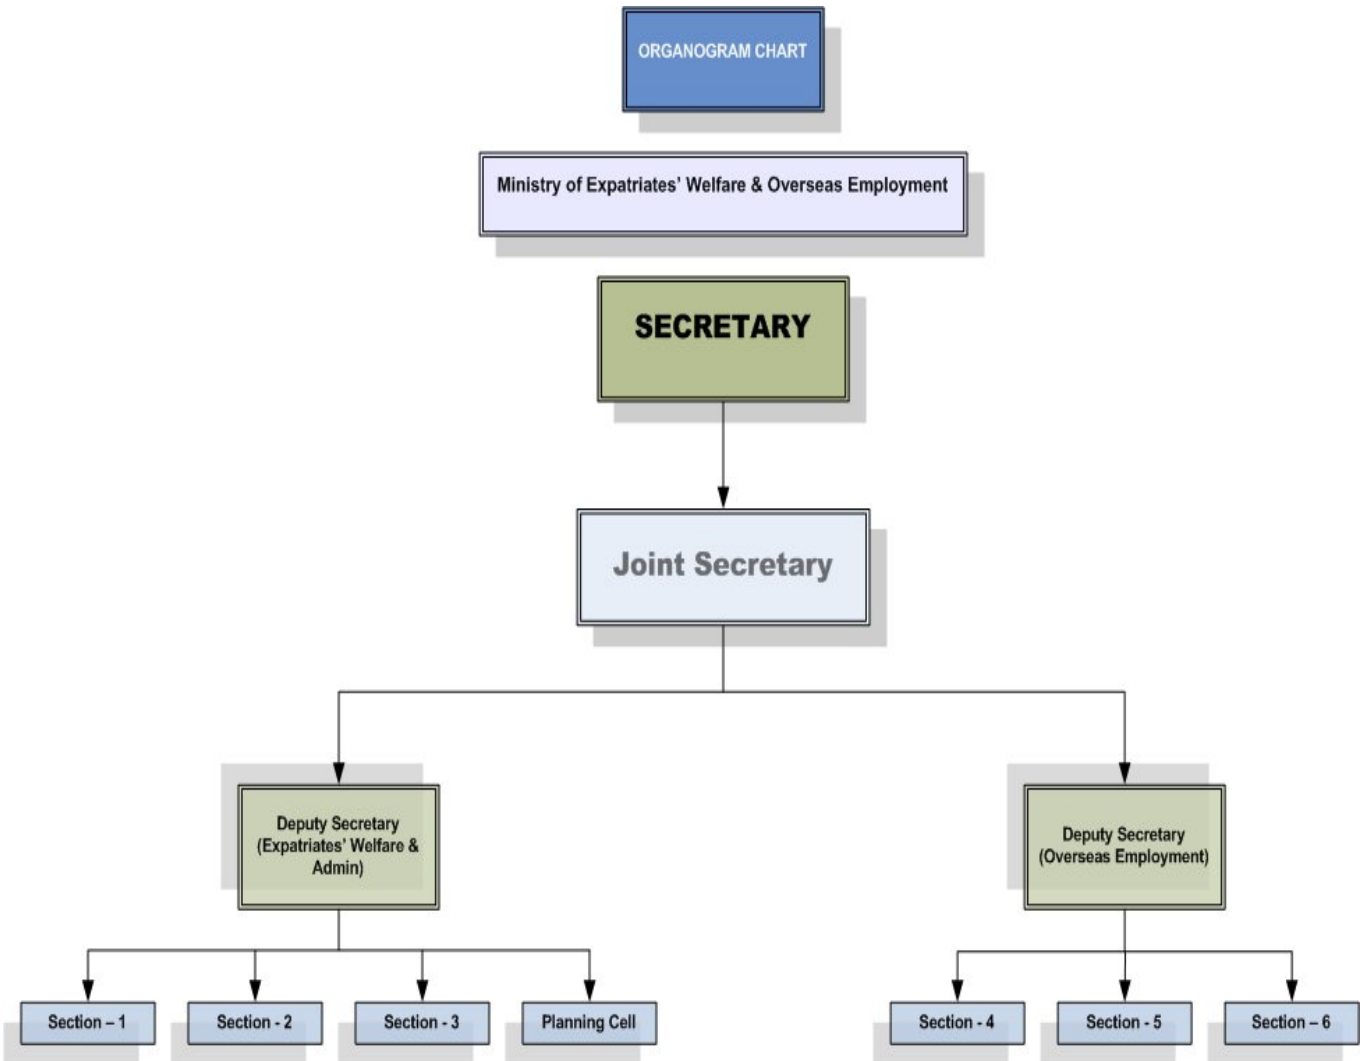 ORGANOGRAM CHART
Ministry of Expatriates’ Welfare & Overseas Employment
SECRETARY
Joint Secretary
Deputy Secretary
(Expatriates’ Welfare &
Admin)
Deputy Secretary
(Overseas Employment)
Section – 1
Section - 2
Section - 3
Planning Cell
Section - 4
Section - 5
Section – 6